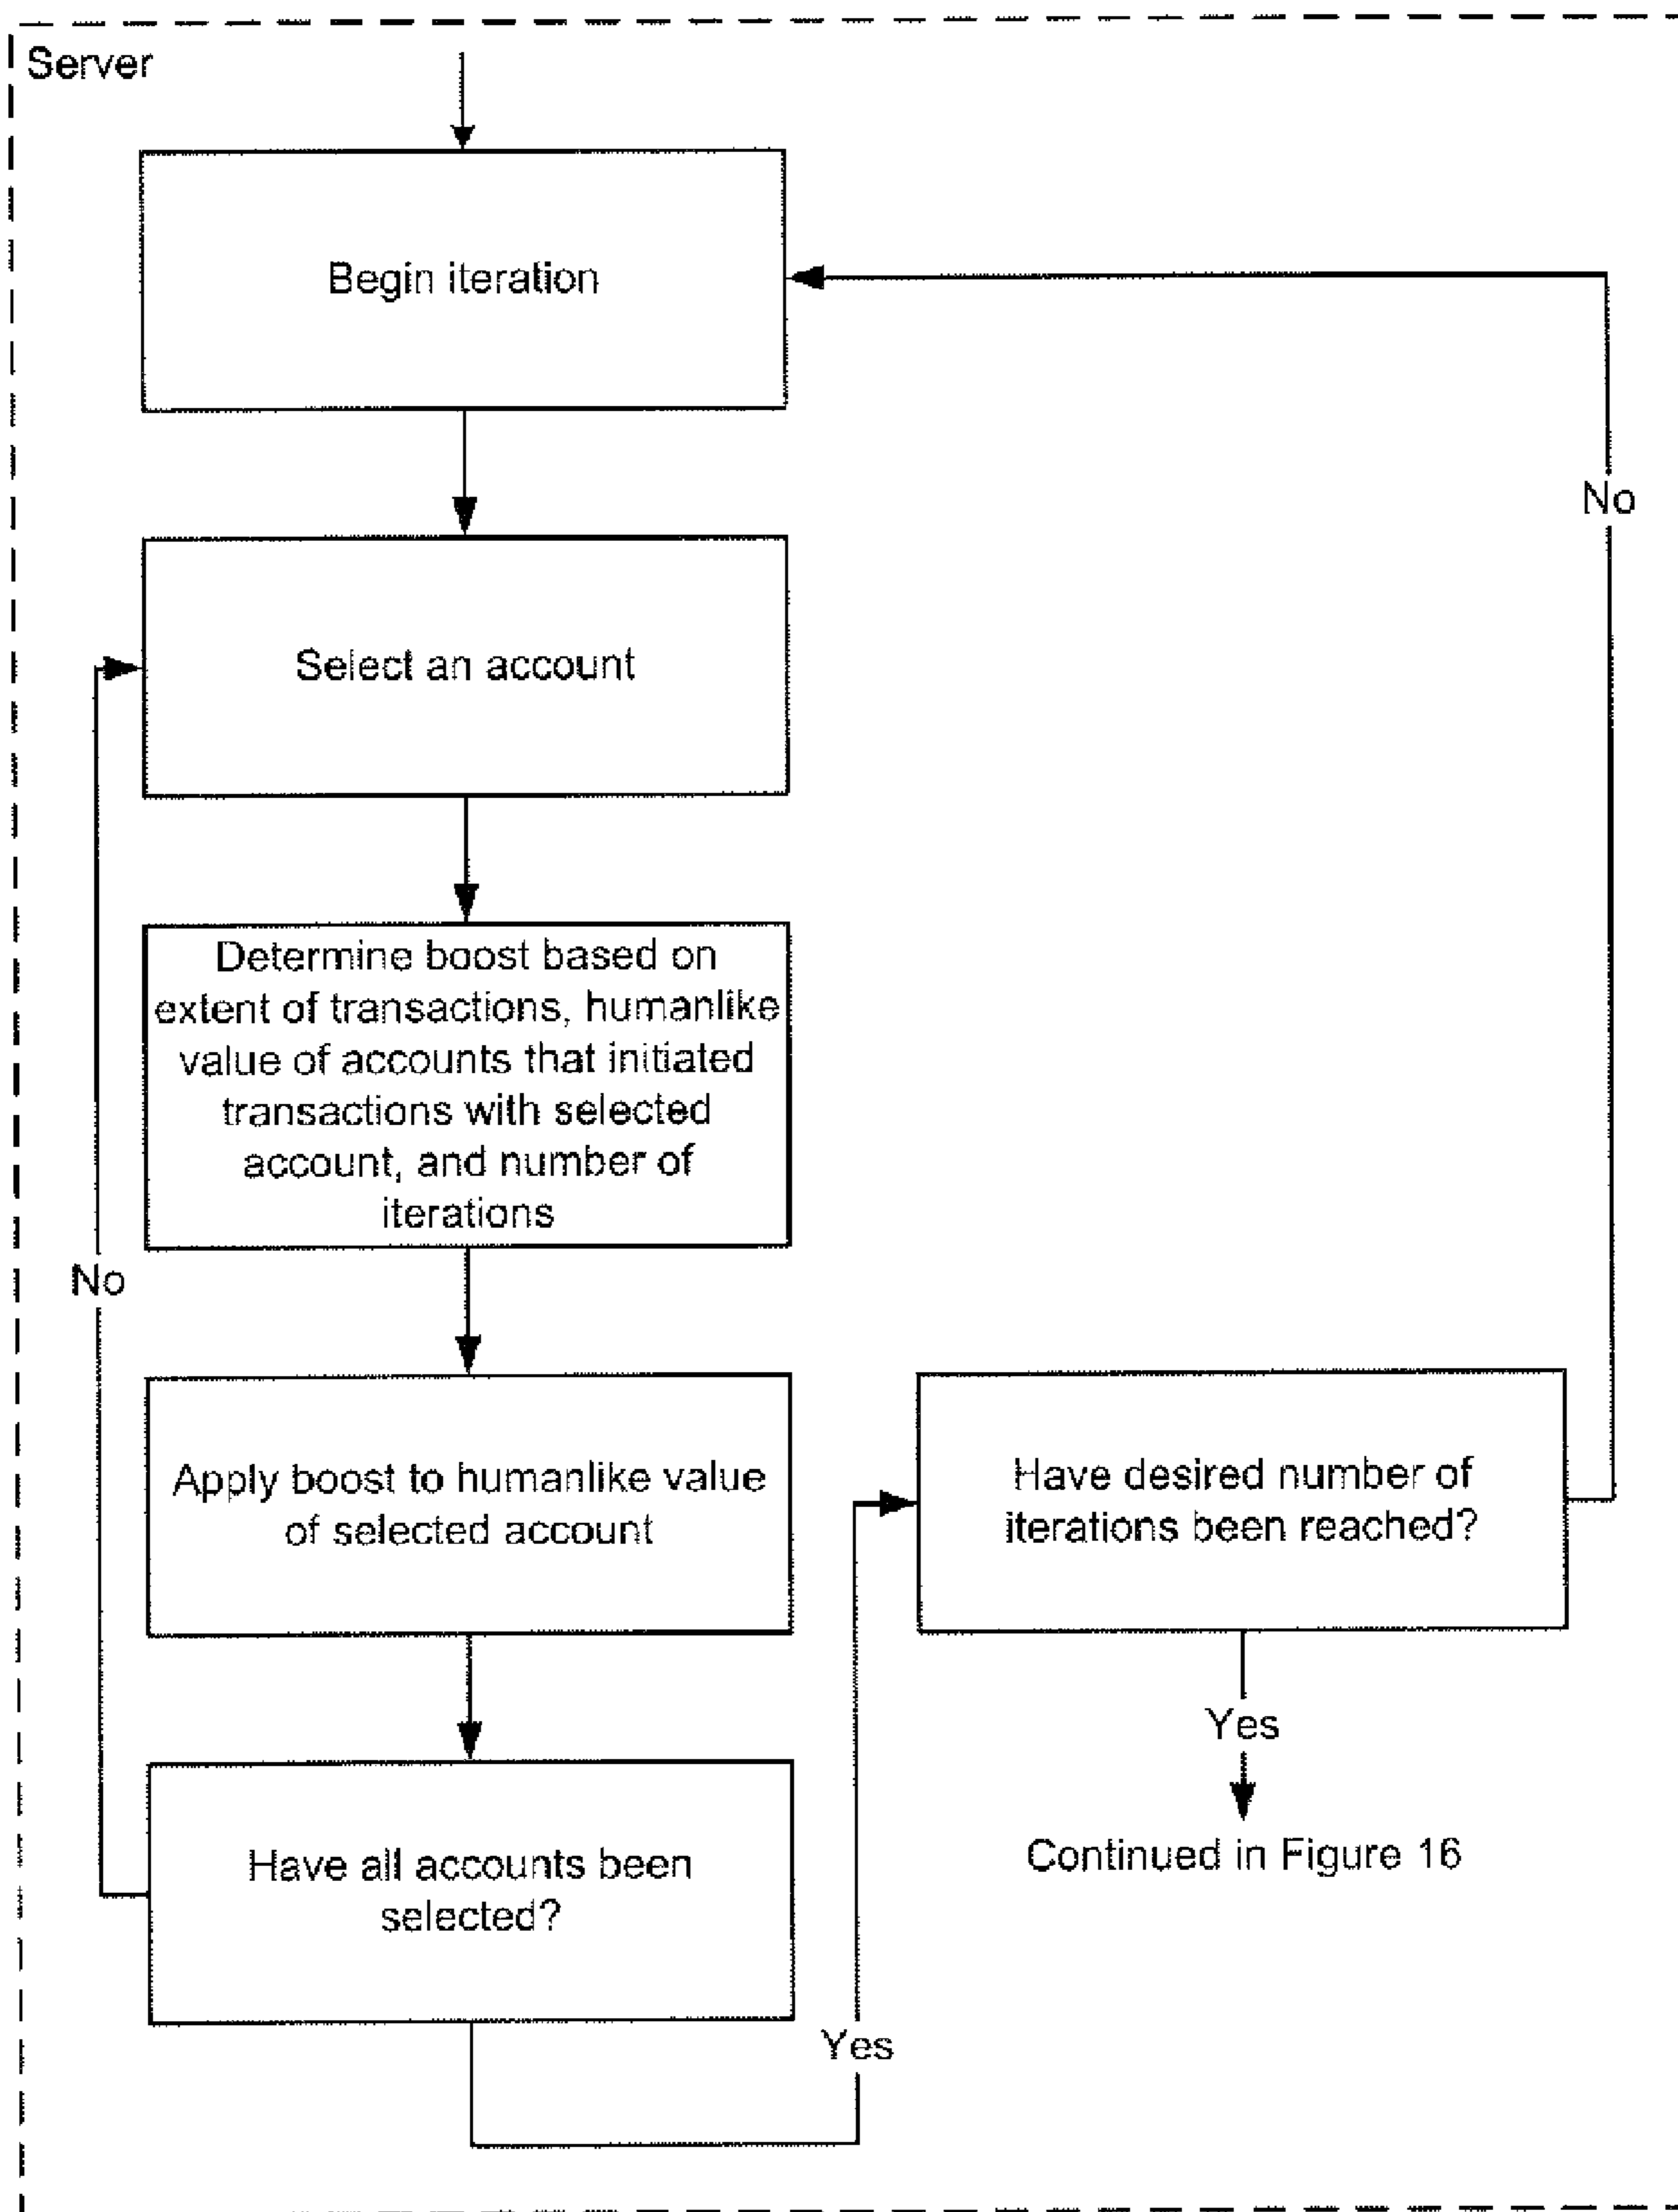 Server
Begin iteration
No
Select an account
Determine boost based on
extent of transactions, humanlike
value of accounts that initiated
transactions with selected
account, and number of
iterations
No
Apply boost to humanlike value
of selected account
Have desired number of
iterations been reached?
Yes
Continued in Figure 16
Have all accounts been
selected?
Yes